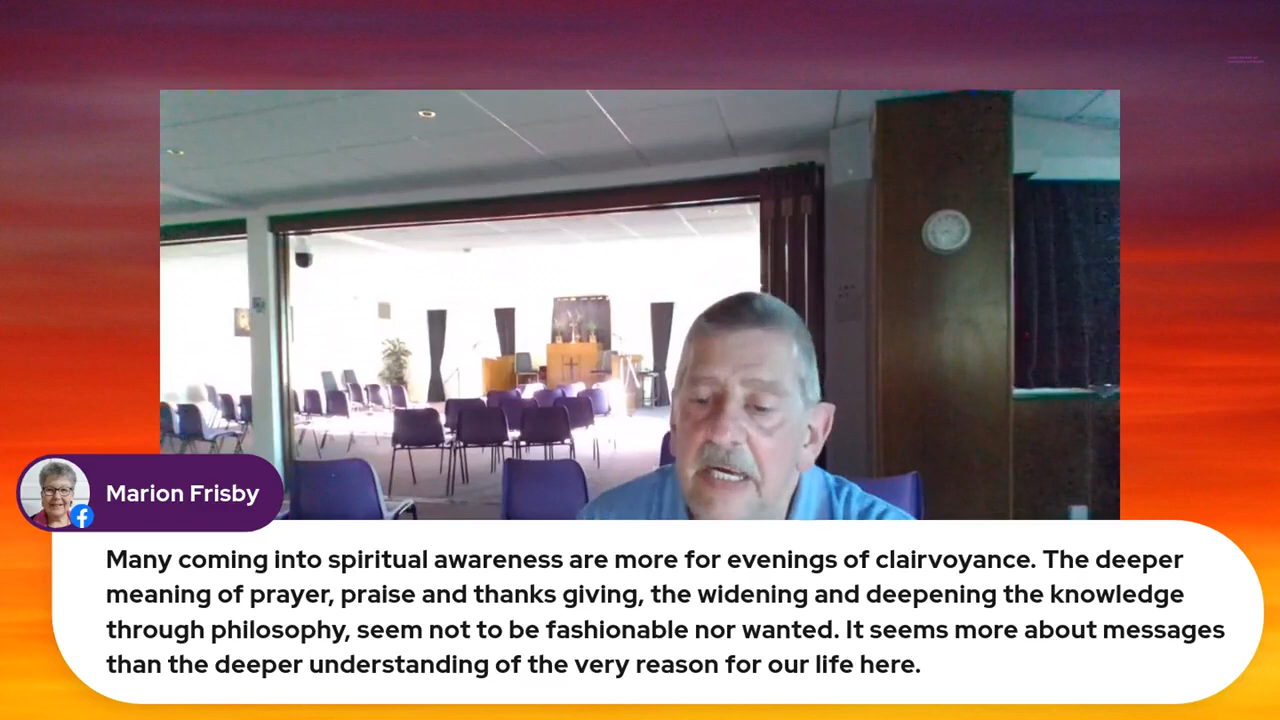 Marion Frisby
Many coming into spiritual awareness are more for evenings of clairvoyance. The deeper
meaning of prayer, praise and thanks giving, the widening and deepening the knowledge
through philosophy, seem not to be fashionable nor wanted. It seems more about messages
than the deeper understanding of the very reason for our life here.